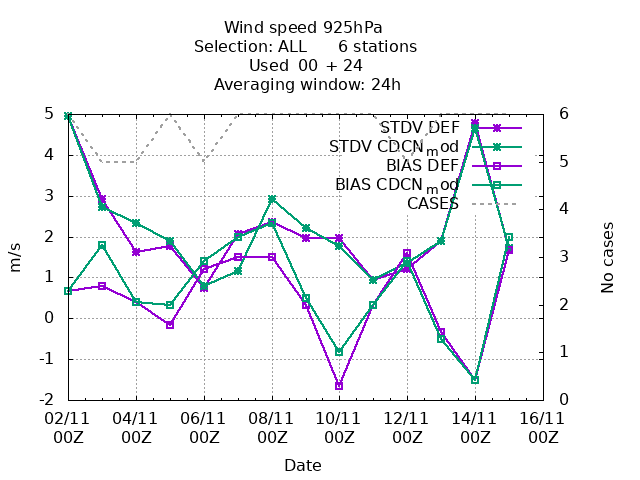 Wind speed 925hPa
Selection: ALL 6 stations
Used 00 + 24
Averaging window: 24h
5 6
STDV DEF
STDV CDCN_mod
4 5
BIAS DEF
BIAS CDCN_mod
3
CASES
4
2
m/s
No cases
3
1
0 2
-1 1
-2 0
02/11 04/11 06/11 08/11 10/11 12/11 14/11 16/11
00Z 00Z 00Z 00Z 00Z 00Z 00Z 00Z
Date